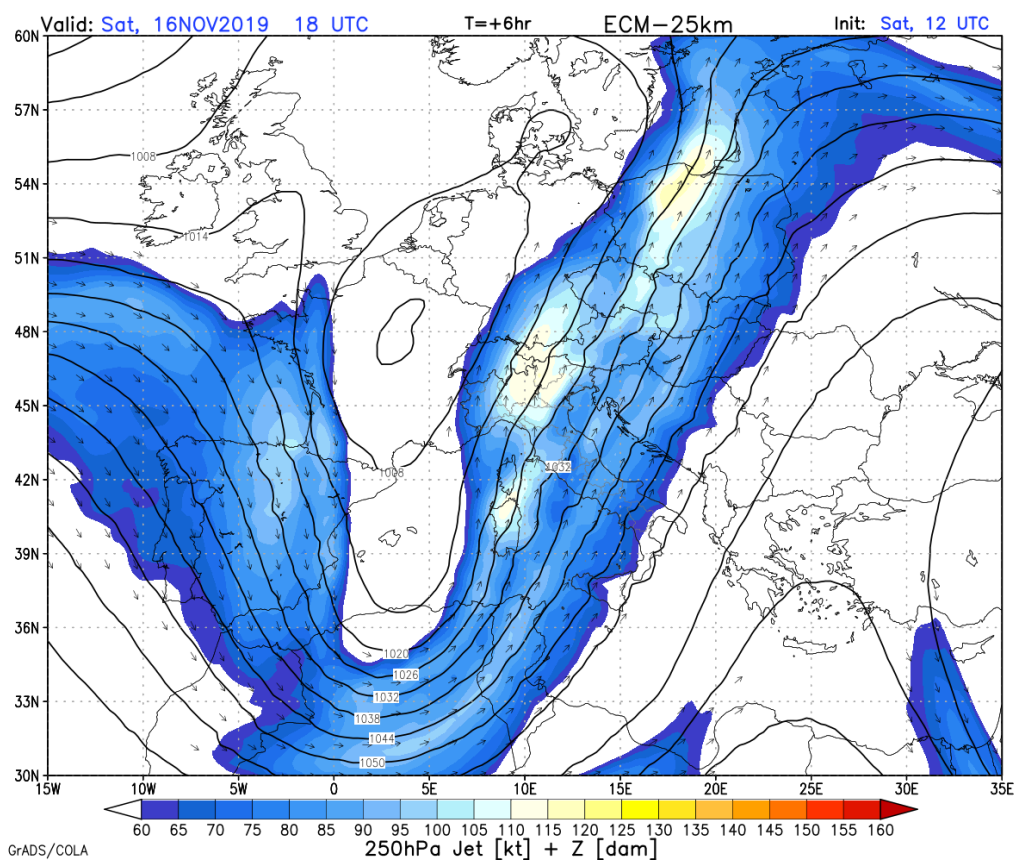 Valid: Sat, 16NOV2019 18 UTC T=+6hr ECM-25km Init: Sat, 12 UTC
60N
57N
1008
54N
1014
51N
48N
45N
1032
1008
42N
39N
36N
1020
1026
33N
1032
1038
1044
1050
30N
15W 10W 5W 0 5E 10E 15E 20E 25E 30E 35E
60 65 70 75 80 85 90 95 100 105 110 115 120 125 130 135 140 145 150 155 160
250hPa Jet [kt] + Z [dam]
GrADS/COLA